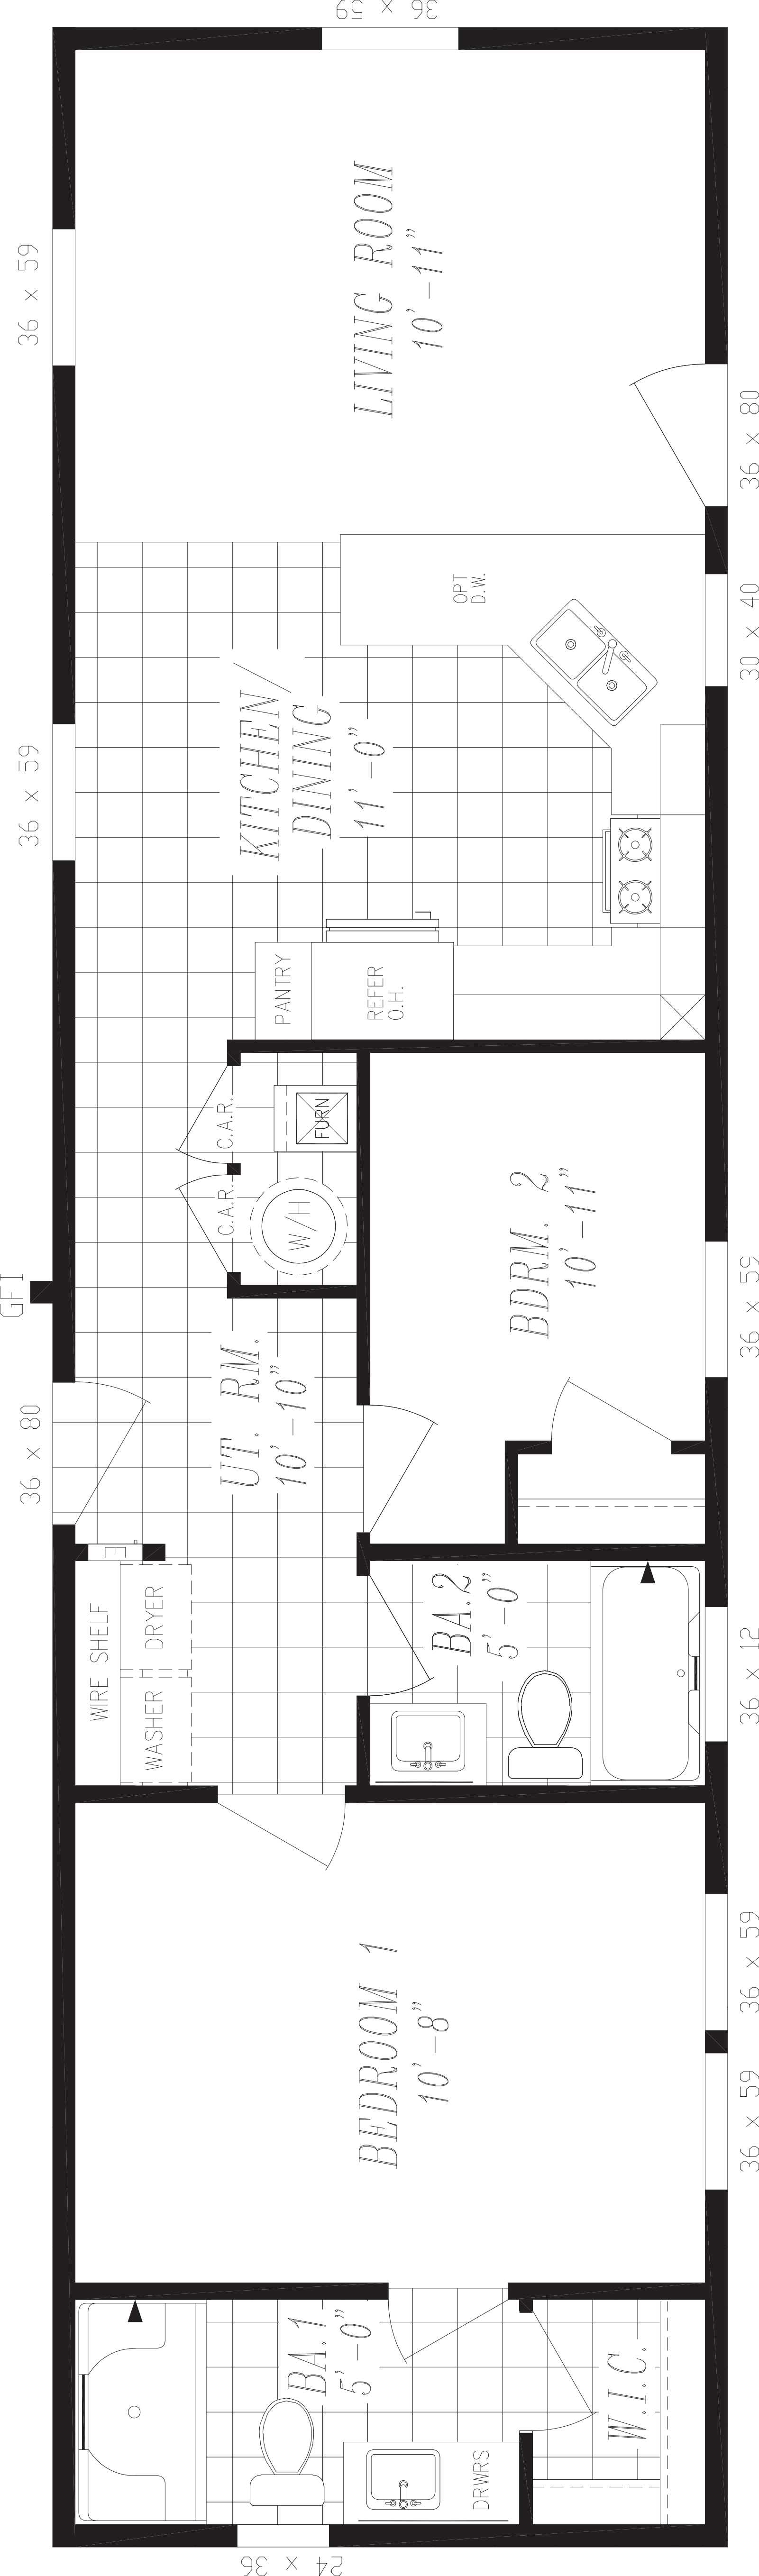 36 x 59
36 x 59
LIVING ROOM
10'-11"
36 x 80
OPT
D.W.
30 x 40
36 x 59
KITCHEN/
DINING
11'-0"
PANTRY
REFER
O.H.
C.A.R.
FURN
C.A.R.
W/H
BDRM. 2
10'-11"
36 x 59
GFI
UT. RM.
10'-10"
36 x 80
E
WIRE SHELF
DRYER
WASHER
BA.2
5'-0"
36 x 12
BEDROOM 1
10'-8"
36 x 59
36 x 59
BA.1
5'-0"
W.I.C.
DRWRS
24 x 36